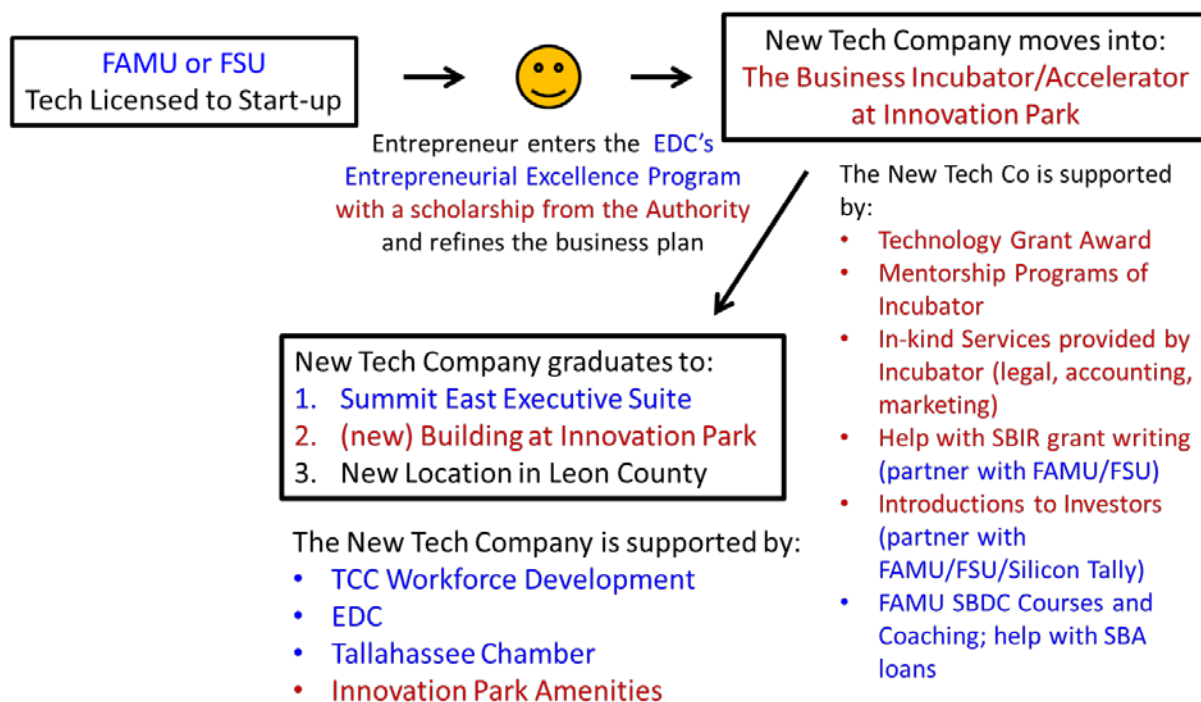 FAMU or FSU
Tech Licensed to Start-up
Entrepreneur enters the EDC's
Entrepreneurial Excellence Program
with a scholarship from the Authority
and refines the business plan
New Tech Company moves into:
The Business Incubator/Accelerator
at Innovation Park
The New Tech Co is supported
by:
• Technology Grant Award
• Mentorship Programs of
Incubator
• In-kind Services provided by
Incubator (legal, accounting,
marketing)
• Help with SBIR grant writing
(partner with FAMU/FSU)
• Introductions to Investors
(partner with
FAMU/FSU/Silicon Tally)
• FAMU SBDC Courses and
Coaching; help with SBA
loans
New Tech Company graduates to:
1. Summit East Executive Suite
2. (new) Building at Innovation Park
3. New Location in Leon County
The New Tech Company is supported by:
• TCC Workforce Development
• EDC
• Tallahassee Chamber
• Innovation Park Amenities